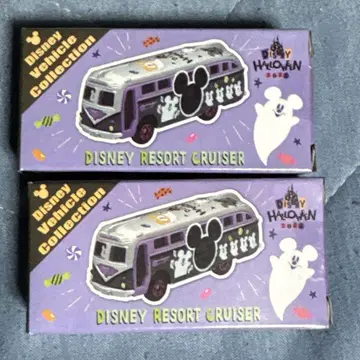 Disney
Vehicle
Collection
DISNEY
HALLOWEEN
DISNEY RESORT CRUISER
Disney
Vehicle
Collection
DISNEY
HALLOWEEN
DISNEY RESORT CRUISER